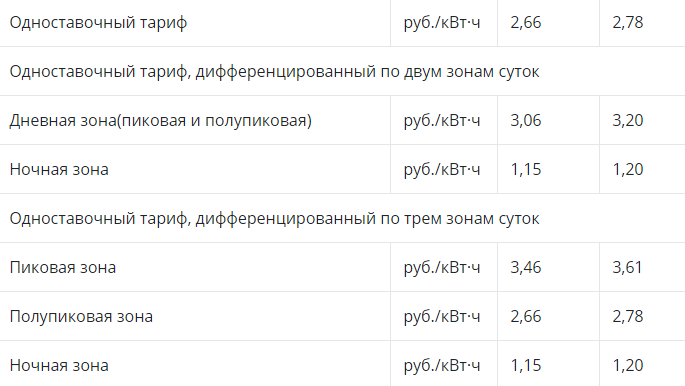 Одноставочный тариф руб./кВт·ч 2,66 2,78
Одноставочный тариф, дифференцированный по двум зонам суток
Дневная зона(пиковая и полупиковая) руб./кВт·ч 3,06 3,20
Ночная зона руб./кВт·ч 1,15 1,20
Одноставочный тариф, дифференцированный по трем зонам суток
Пиковая зона руб./кВт·ч 3,46 3,61
Полупиковая зона руб./кВт·ч 2,66 2,78
Ночная зона руб./кВт·ч 1,15 1,20